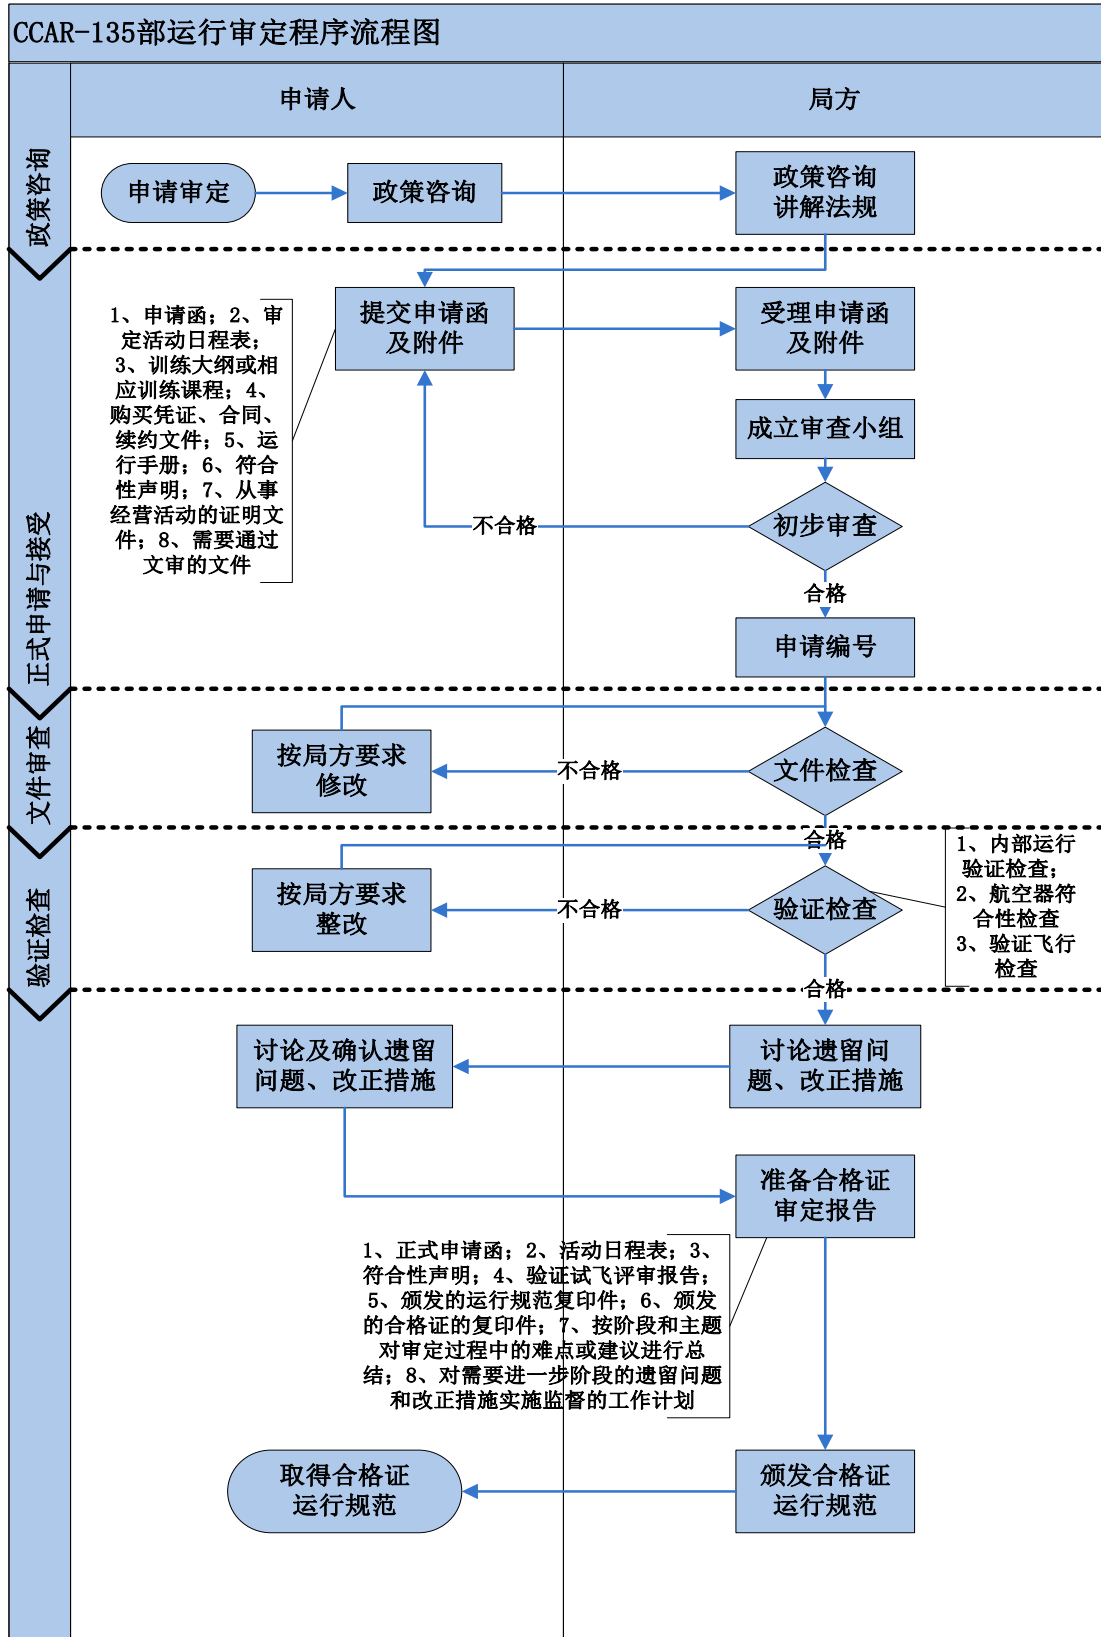 CCAR-135部运行审定程序流程图
申请人
局方
政策咨询
申请审定
政策咨询
政策咨询
讲解法规
正式申请与接受
1、申请函；2、审
定活动日程表；
3、训练大纲或相
应训练课程；4、
购买凭证、合同、
续约文件；5、运
行手册；6、符合
性声明；7、从事
经营活动的证明文
件；8、需要通过
文审的文件
提交申请函
及附件
受理申请函
及附件
成立审查小组
初步审查
不合格
合格
申请编号
文件审查
按局方要求
修改
不合格
文件检查
合格
验证检查
按局方要求
整改
不合格
验证检查
1、内部运行
验证检查；
2、航空器符
合性检查
3、验证飞行
检查
合格
讨论及确认遗留
问题、改正措施
讨论遗留问
题、改正措施
准备合格证
审定报告
1、正式申请函；2、活动日程表；3、
符合性声明；4、验证试飞评审报告；
5、颁发的运行规范复印件；6、颁发
的合格证的复印件；7、按阶段和主题
对审定过程中的难点或建议进行总
结；8、对需要进一步阶段的遗留问题
和改正措施实施监督的工作计划
取得合格证
运行规范
颁发合格证
运行规范